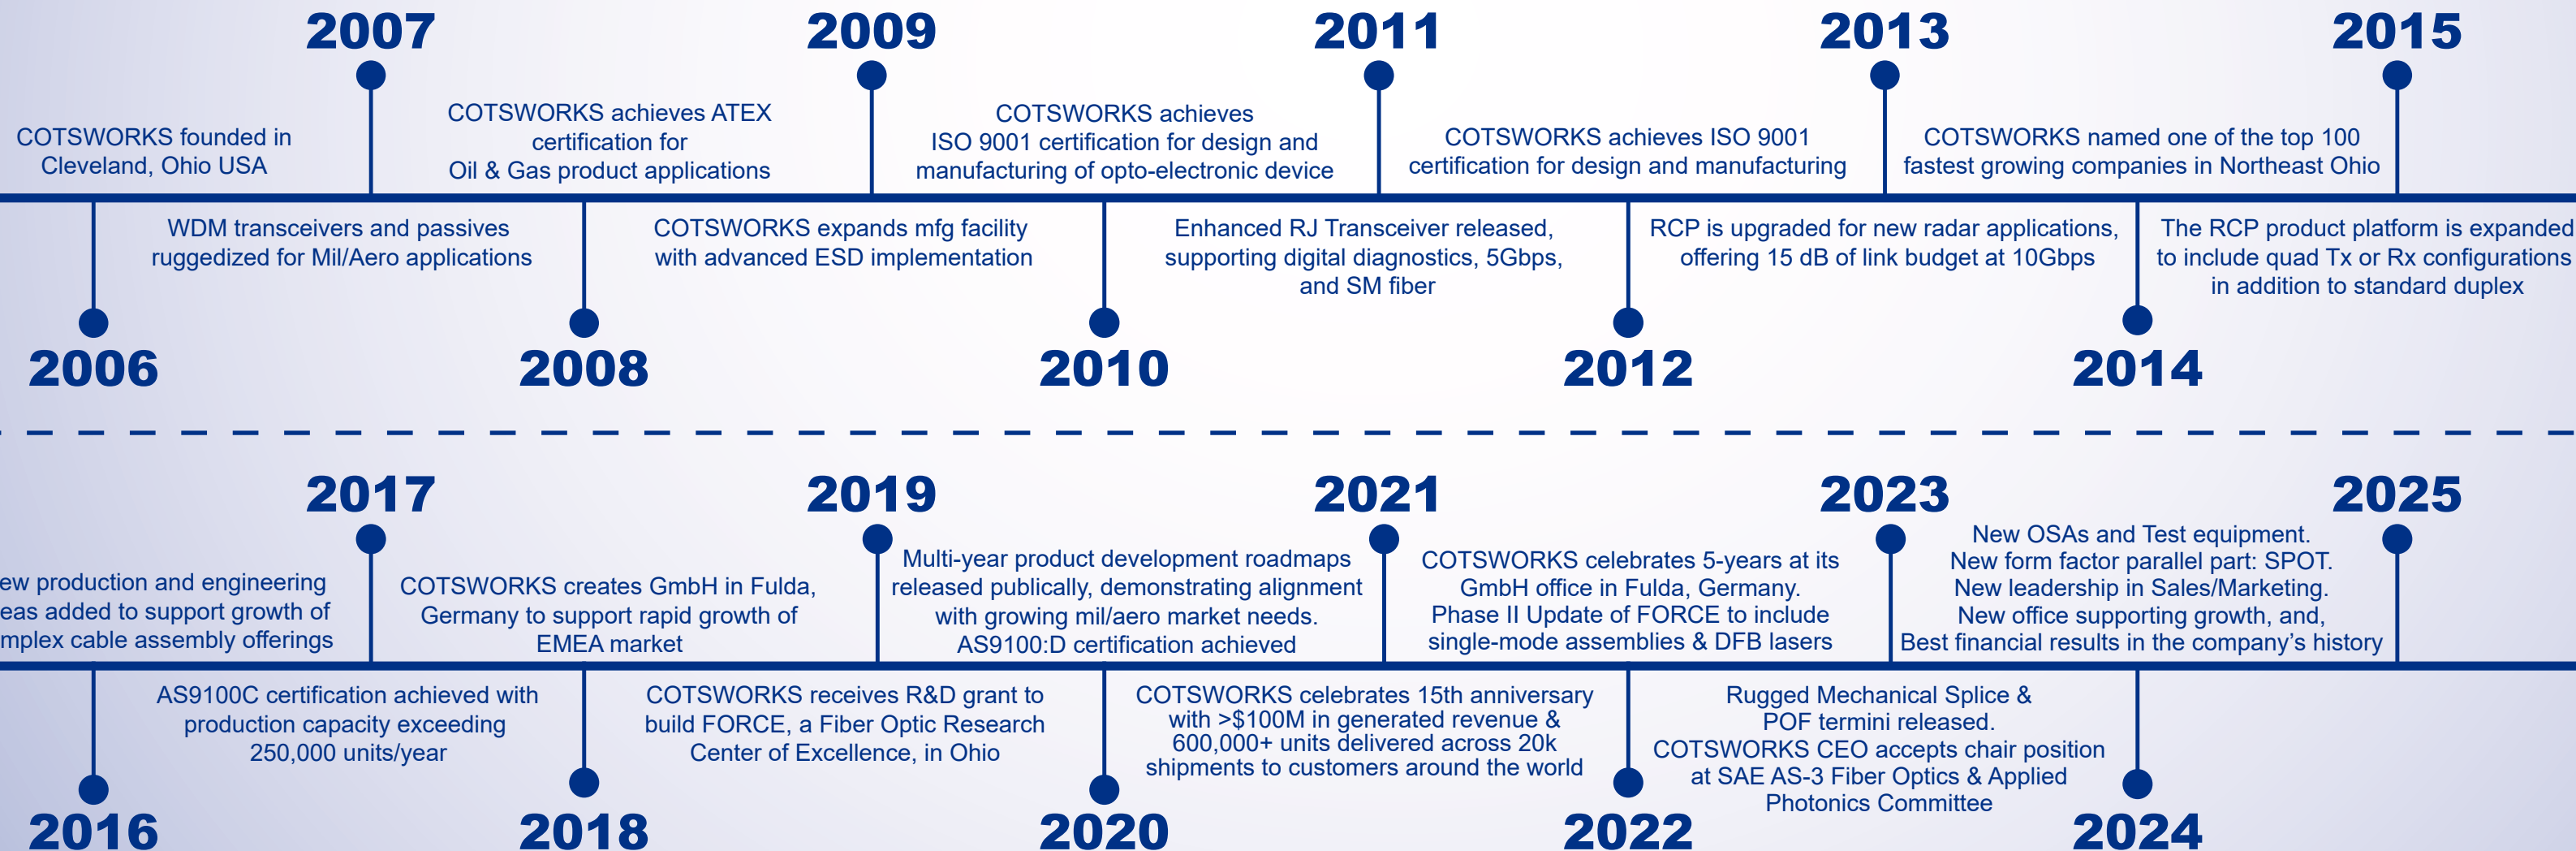 2007
2009
2011
2013
2015
COTSWORKS founded in
Cleveland, Ohio USA
COTSWORKS achieves ATEX
certification for
Oil & Gas product applications
COTSWORKS achieves
ISO 9001 certification for design and
manufacturing of opto-electronic device
COTSWORKS achieves ISO 9001
certification for design and manufacturing
COTSWORKS named one of the top 100
fastest growing companies in Northeast Ohio
WDM transceivers and passives
ruggedized for Mil/Aero applications
COTSWORKS expands mfg facility
with advanced ESD implementation
Enhanced RJ Transceiver released,
supporting digital diagnostics, 5Gbps,
and SM fiber
RCP is upgraded for new radar applications,
offering 15 dB of link budget at 10Gbps
The RCP product platform is expanded
to include quad Tx or Rx configurations
in addition to standard duplex
2006
2008
2010
2012
2014
2017
2019
2021
2023
2025
ew production and engineering
eas added to support growth of
mplex cable assembly offerings
COTSWORKS creates GmbH in Fulda,
Germany to support rapid growth of
EMEA market
Multi-year product development roadmaps
released publically, demonstrating alignment
with growing mil/aero market needs.
AS9100:D certification achieved
COTSWORKS celebrates 5-years at its
GmbH office in Fulda, Germany.
Phase II Update of FORCE to include
single-mode assemblies & DFB lasers
New OSAs and Test equipment.
New form factor parallel part: SPOT.
New leadership in Sales/Marketing.
New office supporting growth, and,
Best financial results in the company’s history
AS9100C certification achieved with
production capacity exceeding
250,000 units/year
COTSWORKS receives R&D grant to
build FORCE, a Fiber Optic Research
Center of Excellence, in Ohio
COTSWORKS celebrates 15th anniversary
with >$100M in generated revenue &
600,000+ units delivered across 20k
shipments to customers around the world
Rugged Mechanical Splice &
POF termini released.
COTSWORKS CEO accepts chair position
at SAE AS-3 Fiber Optics & Applied
Photonics Committee
2016
2018
2020
2022
2024